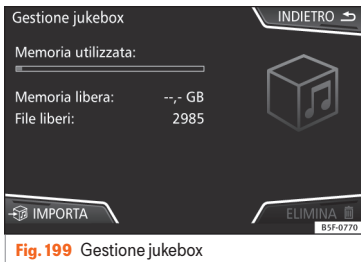 Gestione jukebox
INDIETRO
Memoria utilizzata:
Memoria libera: --,- GB
File liberi: 2985
IMPORTA
ELIMINA
B5F-0770
Fig. 199 Gestione jukebox